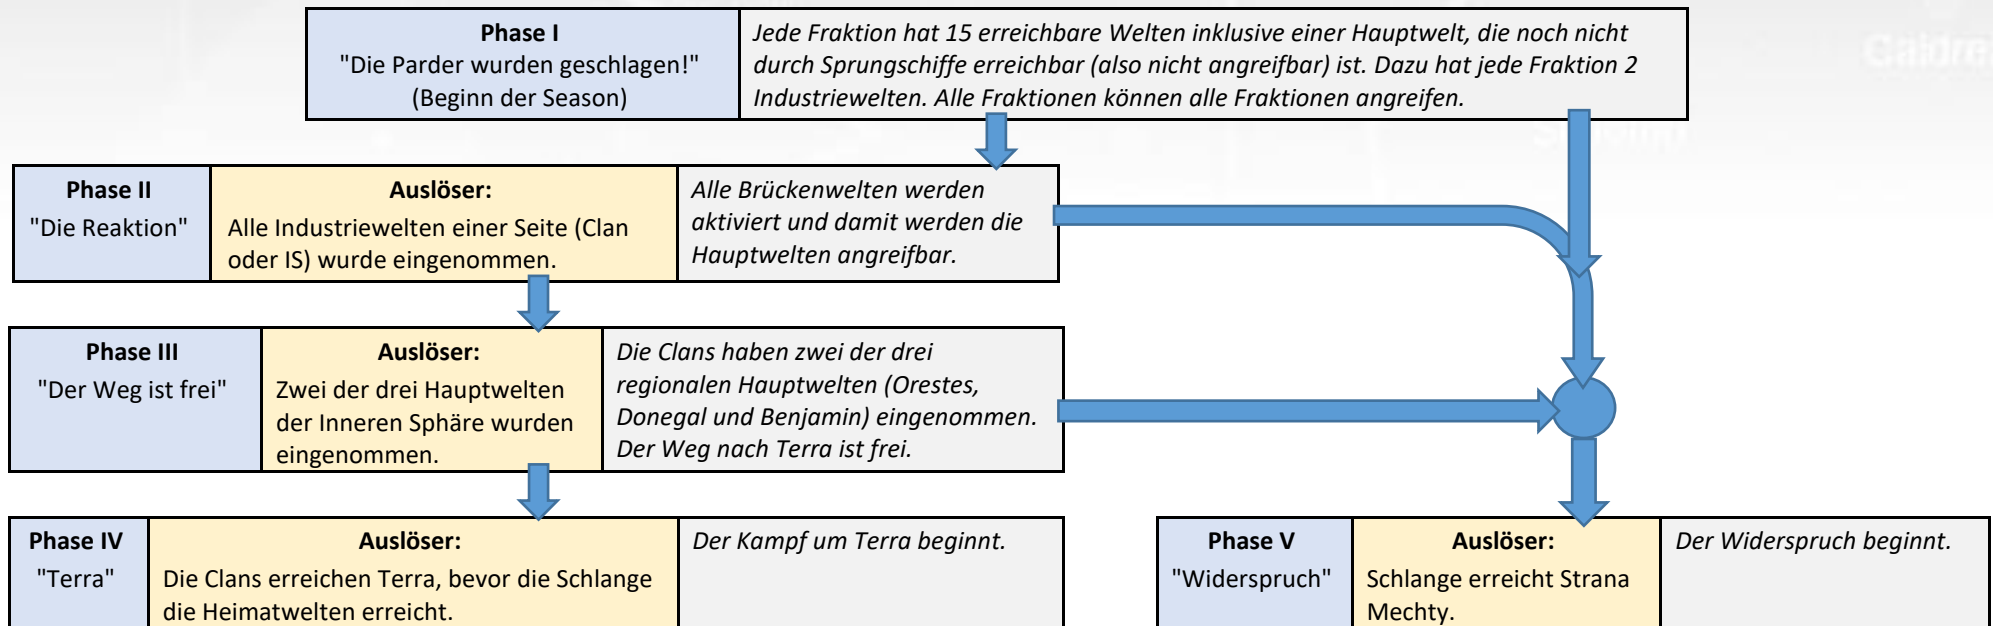 Phase I
"Die Parder wurden geschlagen!"
(Beginn der Season)
Jede Fraktion hat 15 erreichbare Welten inklusive einer Hauptwelt, die noch nicht
durch Sprungschiffe erreichbar (also nicht angreifbar) ist. Dazu hat jede Fraktion 2
Industriewelten. Alle Fraktionen können alle Fraktionen angreifen.
Phase II
"Die Reaktion"
Auslöser:
Alle Industriewelten einer Seite (Clan
oder IS) wurde eingenommen.
Alle Brückenwelten werden
aktiviert und damit werden die
Hauptwelten angreifbar.
Phase III
"Der Weg ist frei"
Auslöser:
Zwei der drei Hauptwelten
der Inneren Sphäre wurden
eingenommen.
Die Clans haben zwei der drei
regionalen Hauptwelten (Orestes,
Donegal und Benjamin) eingenommen.
Der Weg nach Terra ist frei.
Phase IV
"Terra"
Auslöser:
Die Clans erreichen Terra, bevor die Schlange
die Heimatwelten erreicht.
Der Kampf um Terra beginnt.
Phase V
"Widerspruch"
Auslöser:
Schlange erreicht Strana
Mechty.
Der Widerspruch beginnt.